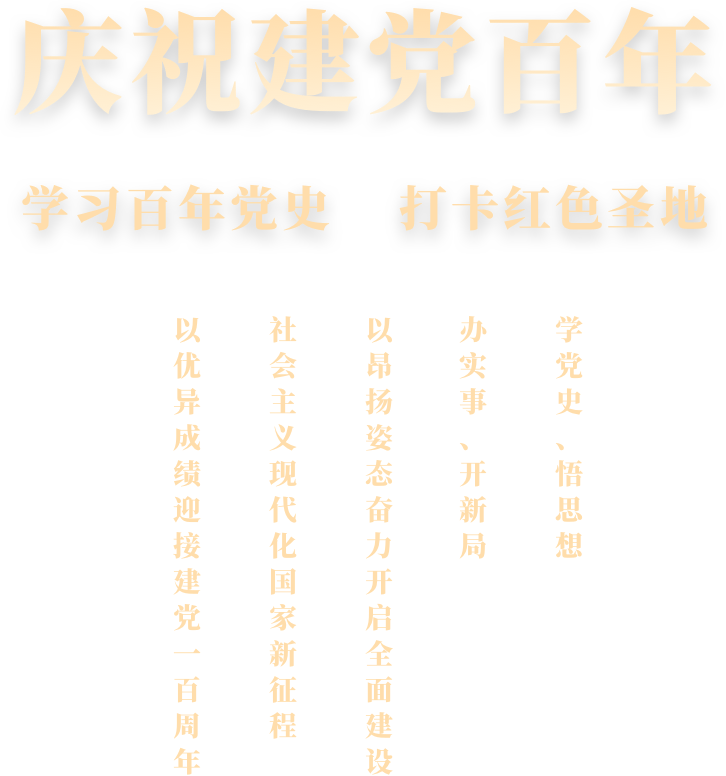 庆祝建党百年
学习百年党史 打卡红色圣地
学党史、悟思想
办实事、开新局
以昂扬姿态奋力开启全面建设
社会主义现代化国家新征程
以优异成绩迎接建党一百周年